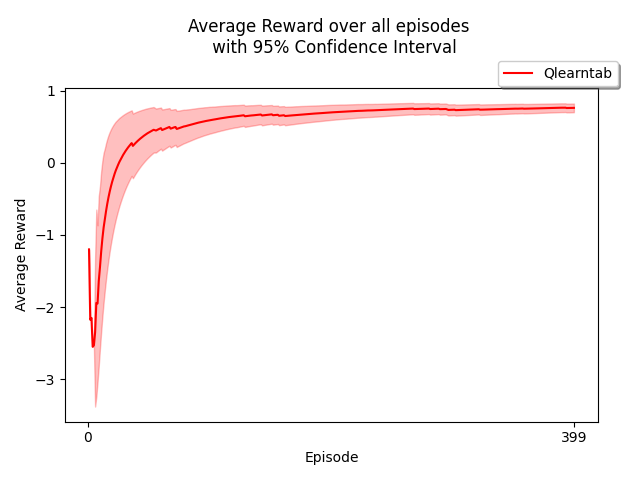 Average Reward over all episodes
with 95% Confidence Interval
Qlearntab
1
0
−1
−2
−3
Average Reward
0
399
Episode